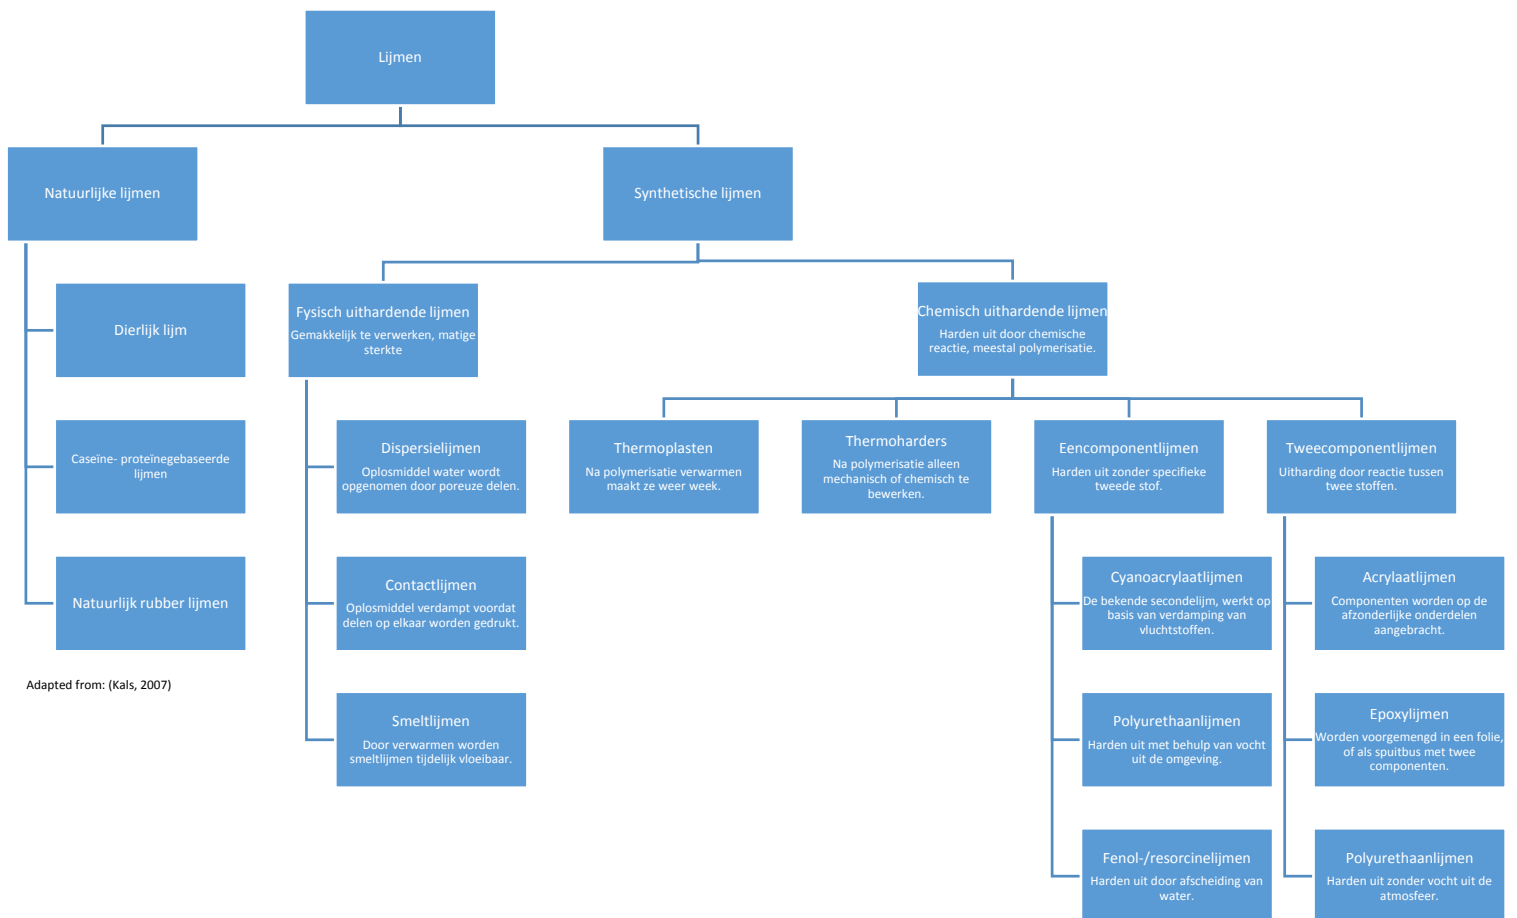 Lijmen
Natuurlijke lijmen
Synthetische lijmen
Dierlijk lijm
Caseïne- proteïnegebaseerde
lijmen
Natuurlijk rubber lijmen
Fysisch uithardende lijmen
Gemakkelijk te verwerken, matige
sterkte
Dispersielijmen
Oplosmiddel water wordt
opgenomen door poreuze delen.
Contactlijmen
Oplosmiddel verdampt voordat
delen op elkaar worden gedrukt.
Smeltlijmen
Door verwarmen worden
smeltlijmen tijdelijk vloeibaar.
Chemisch uithardende lijmen
Harden uit door chemische
reactie, meestal polymerisatie.
Thermoplasten
Na polymerisatie verwarmen
maakt ze weer week.
Thermoharders
Na polymerisatie alleen
mechanisch of chemisch te
bewerken.
Eencomponentlijmen
Harden uit zonder specifieke
tweede stof.
Cyanoacrylaatlijmen
De bekende secondelijm, werkt op
basis van verdamping van
vluchtstoffen.
Polyurethaanlijmen
Harden uit met behulp van vocht
uit de omgeving.
Fenol-/resorcinelijmen
Harden uit door afscheiding van
water.
Tweecomponentlijmen
Uitharding door reactie tussen
twee stoffen.
Acrylaatlijmen
Componenten worden op de
afzonderlijke onderdelen
aangebracht.
Epoxylijmen
Worden voorgemengd in een folie,
of als spuitbus met twee
componenten.
Polyurethaanlijmen
Harden uit zonder vocht uit de
atmosfeer.
Adapted from: (Kals, 2007)